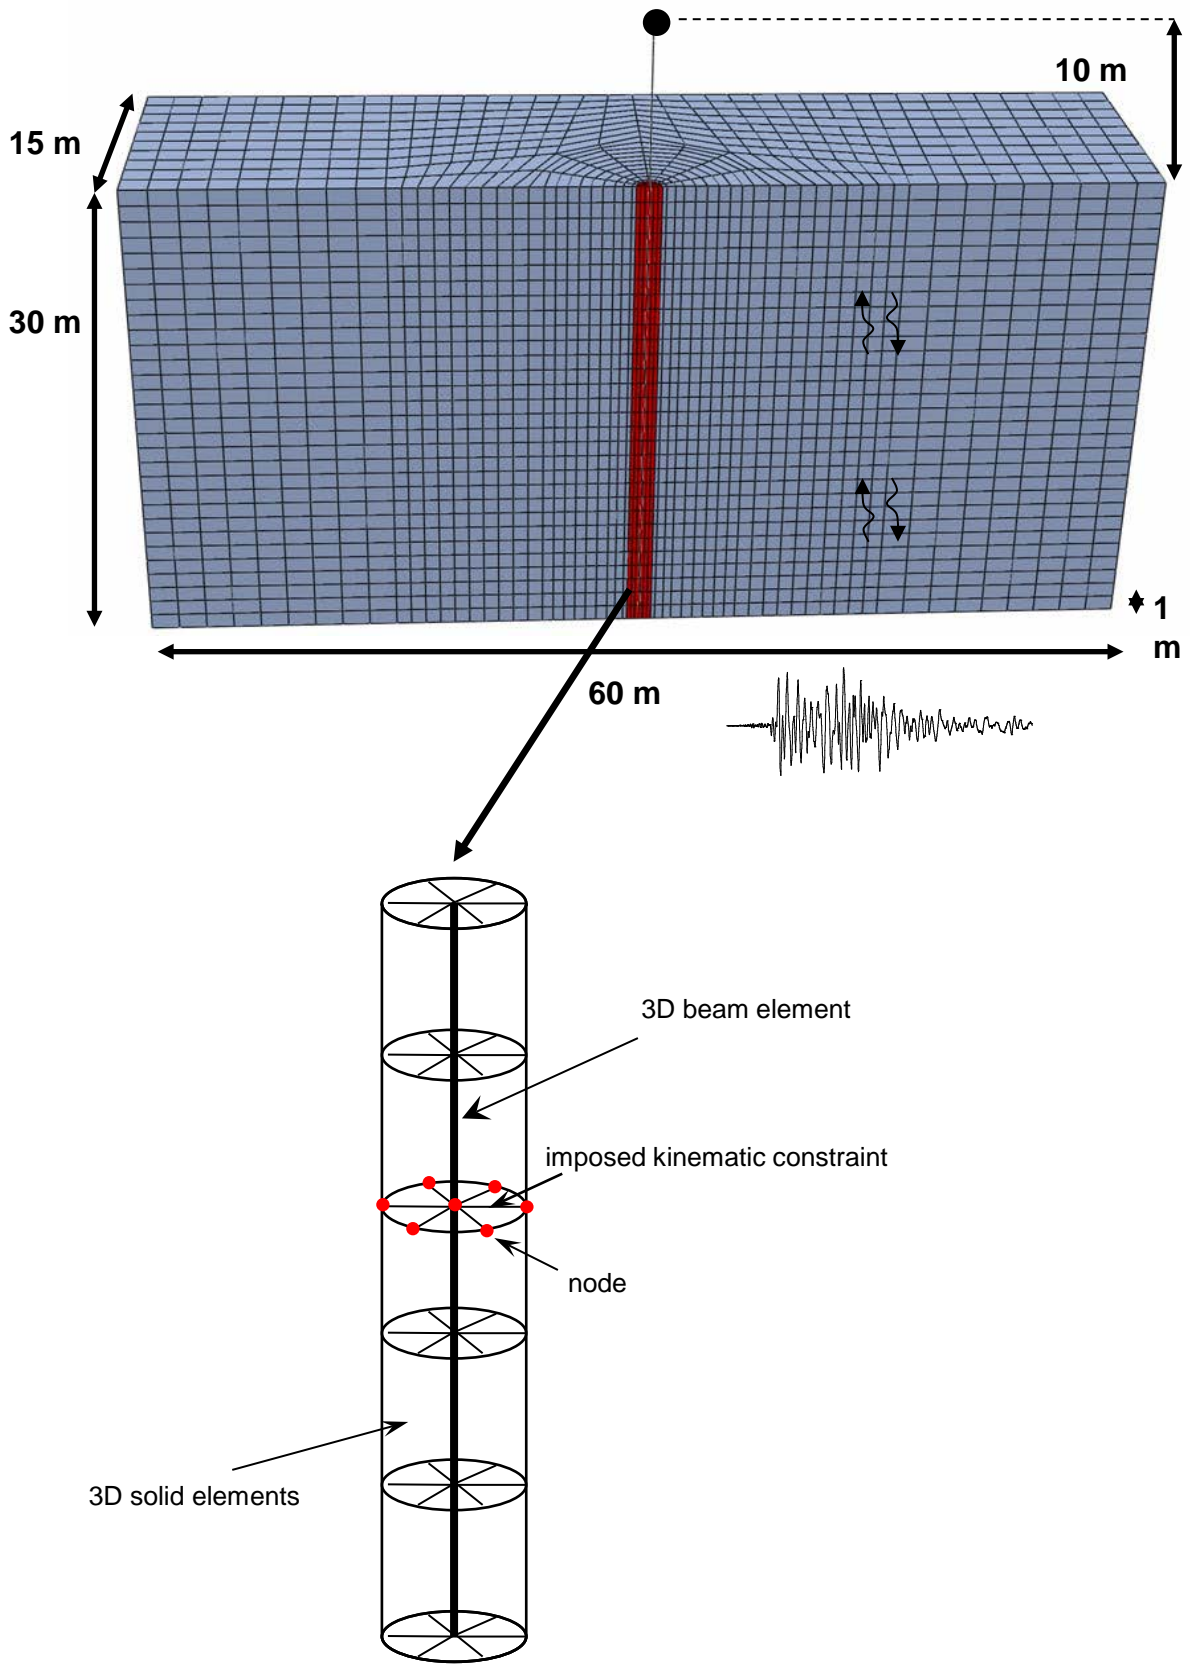 10 m
15 m
30 m
1
m
60 m
3D beam element
imposed kinematic constraint
node
3D solid elements